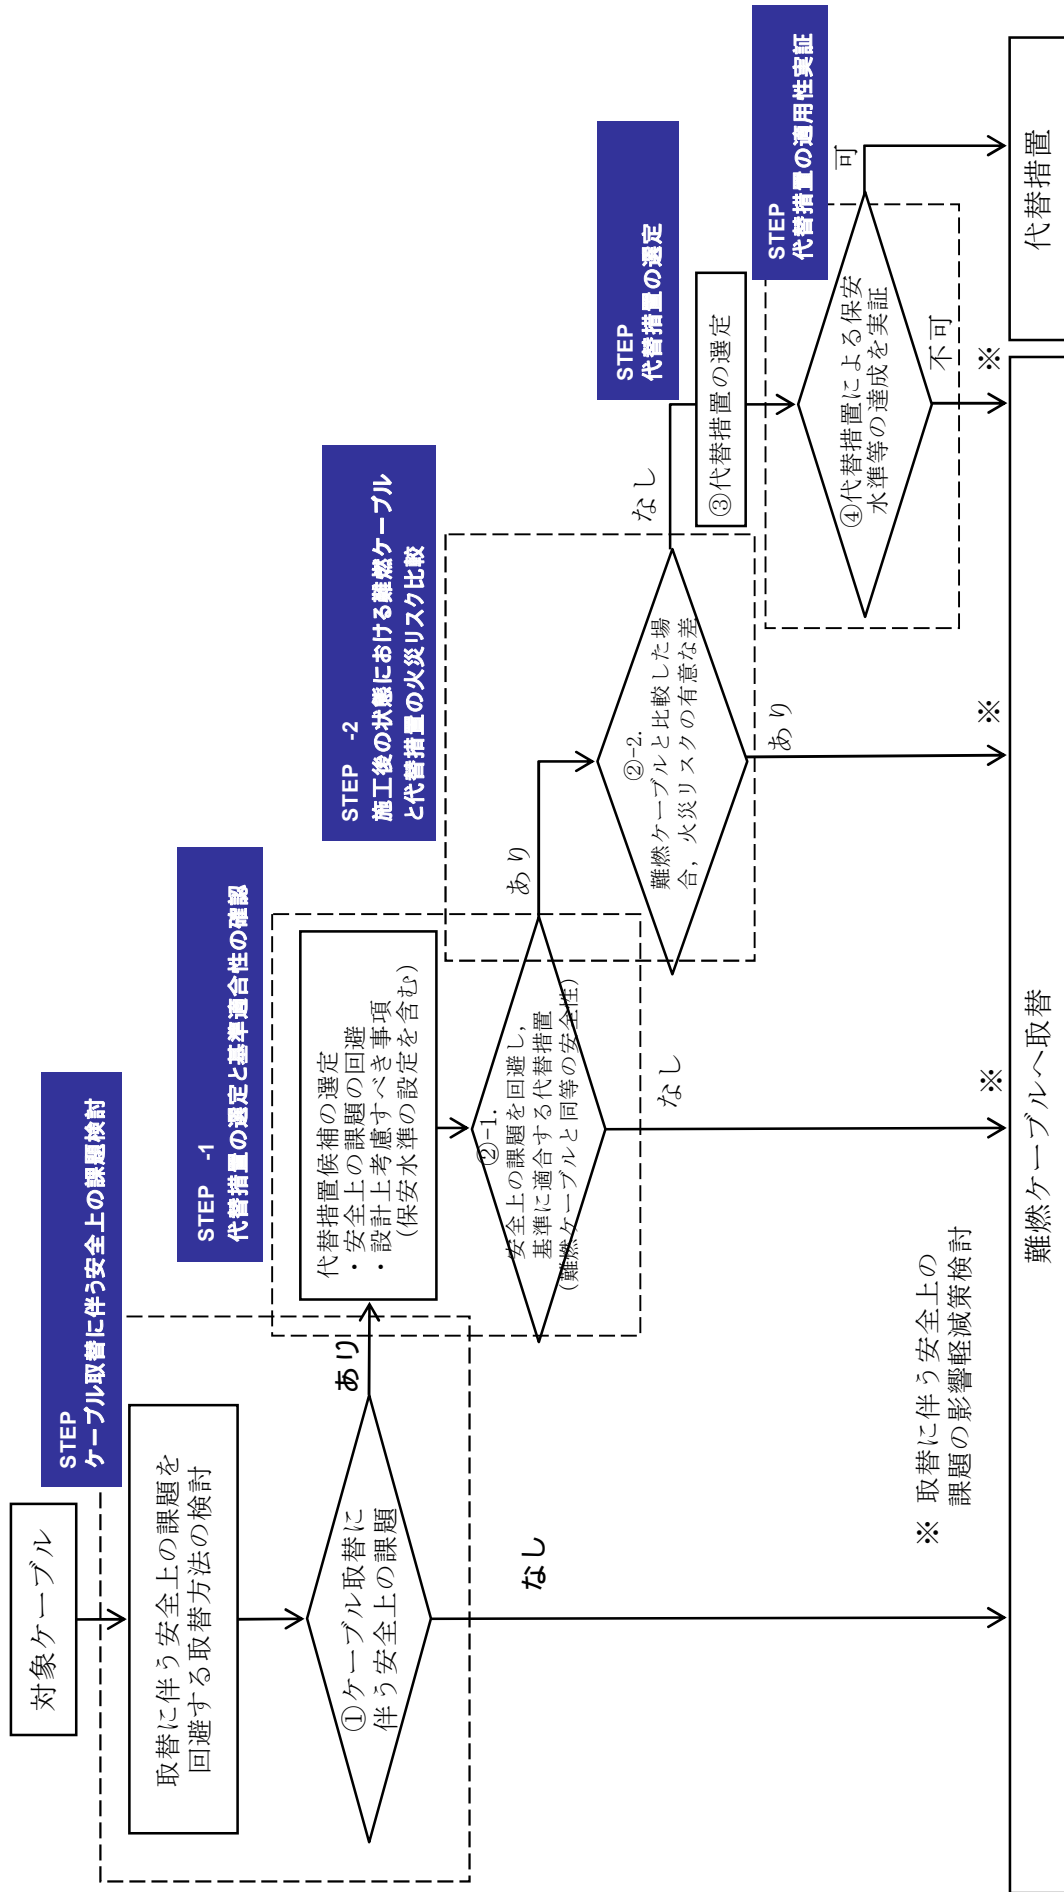 対象ケーブル
STEP
ケーブル取替に伴う安全上の課題検討
取替に伴う安全上の課題を
回避する取替方法の検討
①ケーブル取替に
伴う安全上の課題
あり
なし
STEP -1
代替措置の選定と基準適合性の確認
代替措置候補の選定
・安全上の課題の回避
・設計上考慮すべき事項
(保安水準の設定を含む)
②-1.
安全上の課題を回避し,
基準に適合する代替措置
(難燃ケーブルと同等の安全性)
あり
なし
※
STEP -2
施工後の状態における難燃ケーブル
と代替措置の火災リスク比較
②-2.
難燃ケーブルと比較した場
合，火災リスクの有意な差
なし
あり
※
STEP
代替措置の選定
③代替措置の選定
STEP
代替措置の適用性実証
④代替措置による保安
水準等の達成を実証
可
不可
※
※ 取替に伴う安全上の
課題の影響軽減策検討
難燃ケーブルへ取替
代替措置